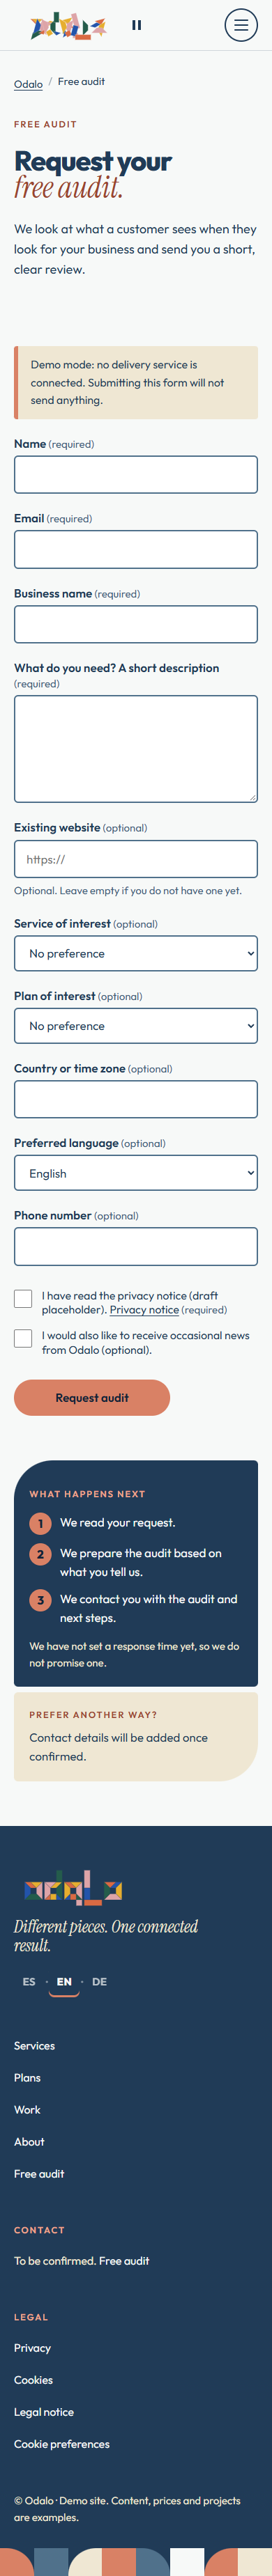 odalo
Odalo / Free audit
FREE AUDIT
Request your
free audit.
We look at what a customer sees when they
look for your business and send you a short,
clear review.
Demo mode: no delivery service is
connected. Submitting this form will not
send anything.
Name (required)
Email (required)
Business name (required)
What do you need? A short description
(required)
Existing website (optional)
https://
Optional. Leave empty if you do not have one yet.
Service of interest (optional)
No preference
Plan of interest (optional)
No preference
Country or time zone (optional)
Preferred language (optional)
English
Phone number (optional)
I have read the privacy notice (draft
placeholder). Privacy notice (required)
I would also like to receive occasional news
from Odalo (optional).
Request audit
WHAT HAPPENS NEXT
1 We read your request.
2 We prepare the audit based on
what you tell us.
3 We contact you with the audit and
next steps.
We have not set a response time yet, so we do
not promise one.
PREFER ANOTHER WAY?
Contact details will be added once
confirmed.
odalo
Different pieces. One connected
result.
ES · EN · DE
Services
Plans
Work
About
Free audit
CONTACT
To be confirmed. Free audit
LEGAL
Privacy
Cookies
Legal notice
Cookie preferences
© Odalo · Demo site. Content, prices and projects
are examples.